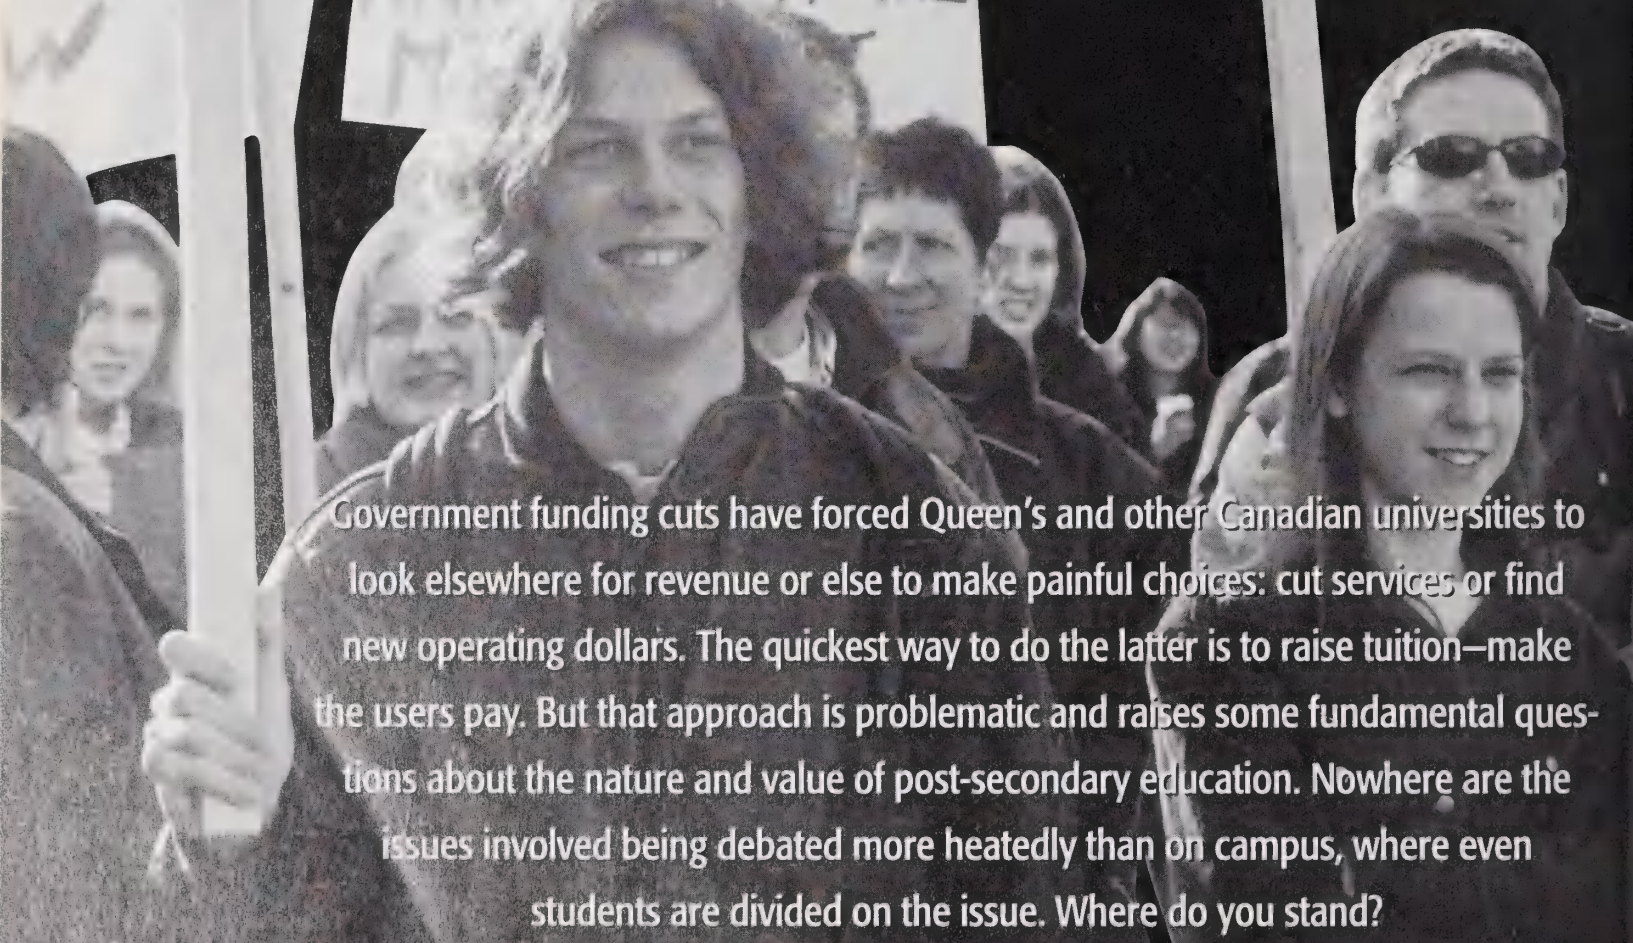 W
M
Government funding cuts have forced Queen's and other Canadian universities to
look elsewhere for revenue or else to make painful choices: cut services or find
new operating dollars. The quickest way to do the latter is to raise tuition—make
the users pay. But that approach is problematic and raises some fundamental ques-
tions about the nature and value of post-secondary education. Nowhere are the
issues involved being debated more heatedly than on campus, where even
students are divided on the issue. Where do you stand?